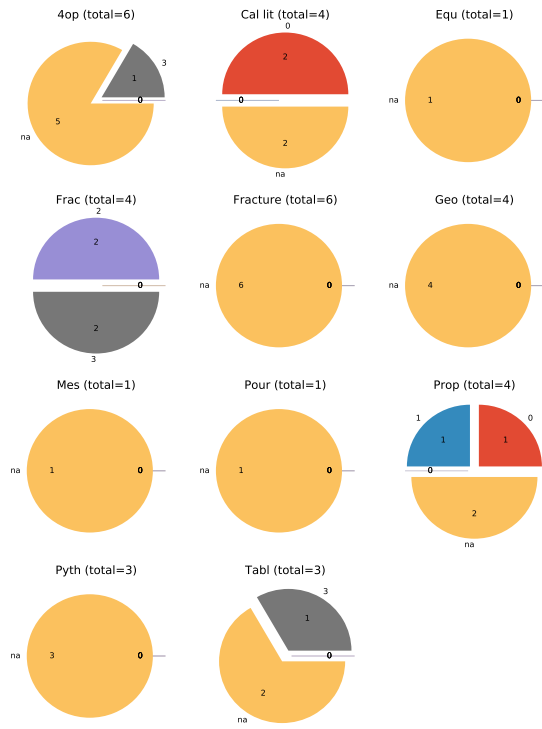 4op (total=6)
3
1
0
5
na
Cal lit (total=4)
0
2
0
2
na
Equ (total=1)
na
1
0
Frac (total=4)
2
2
0
2
3
Fracture (total=6)
na
6
0
Geo (total=4)
na
4
0
Mes (total=1)
na
1
0
Pour (total=1)
na
1
0
Prop (total=4)
1
0
1
1
0
2
na
Pyth (total=3)
na
3
0
Tabl (total=3)
3
1
0
2
na